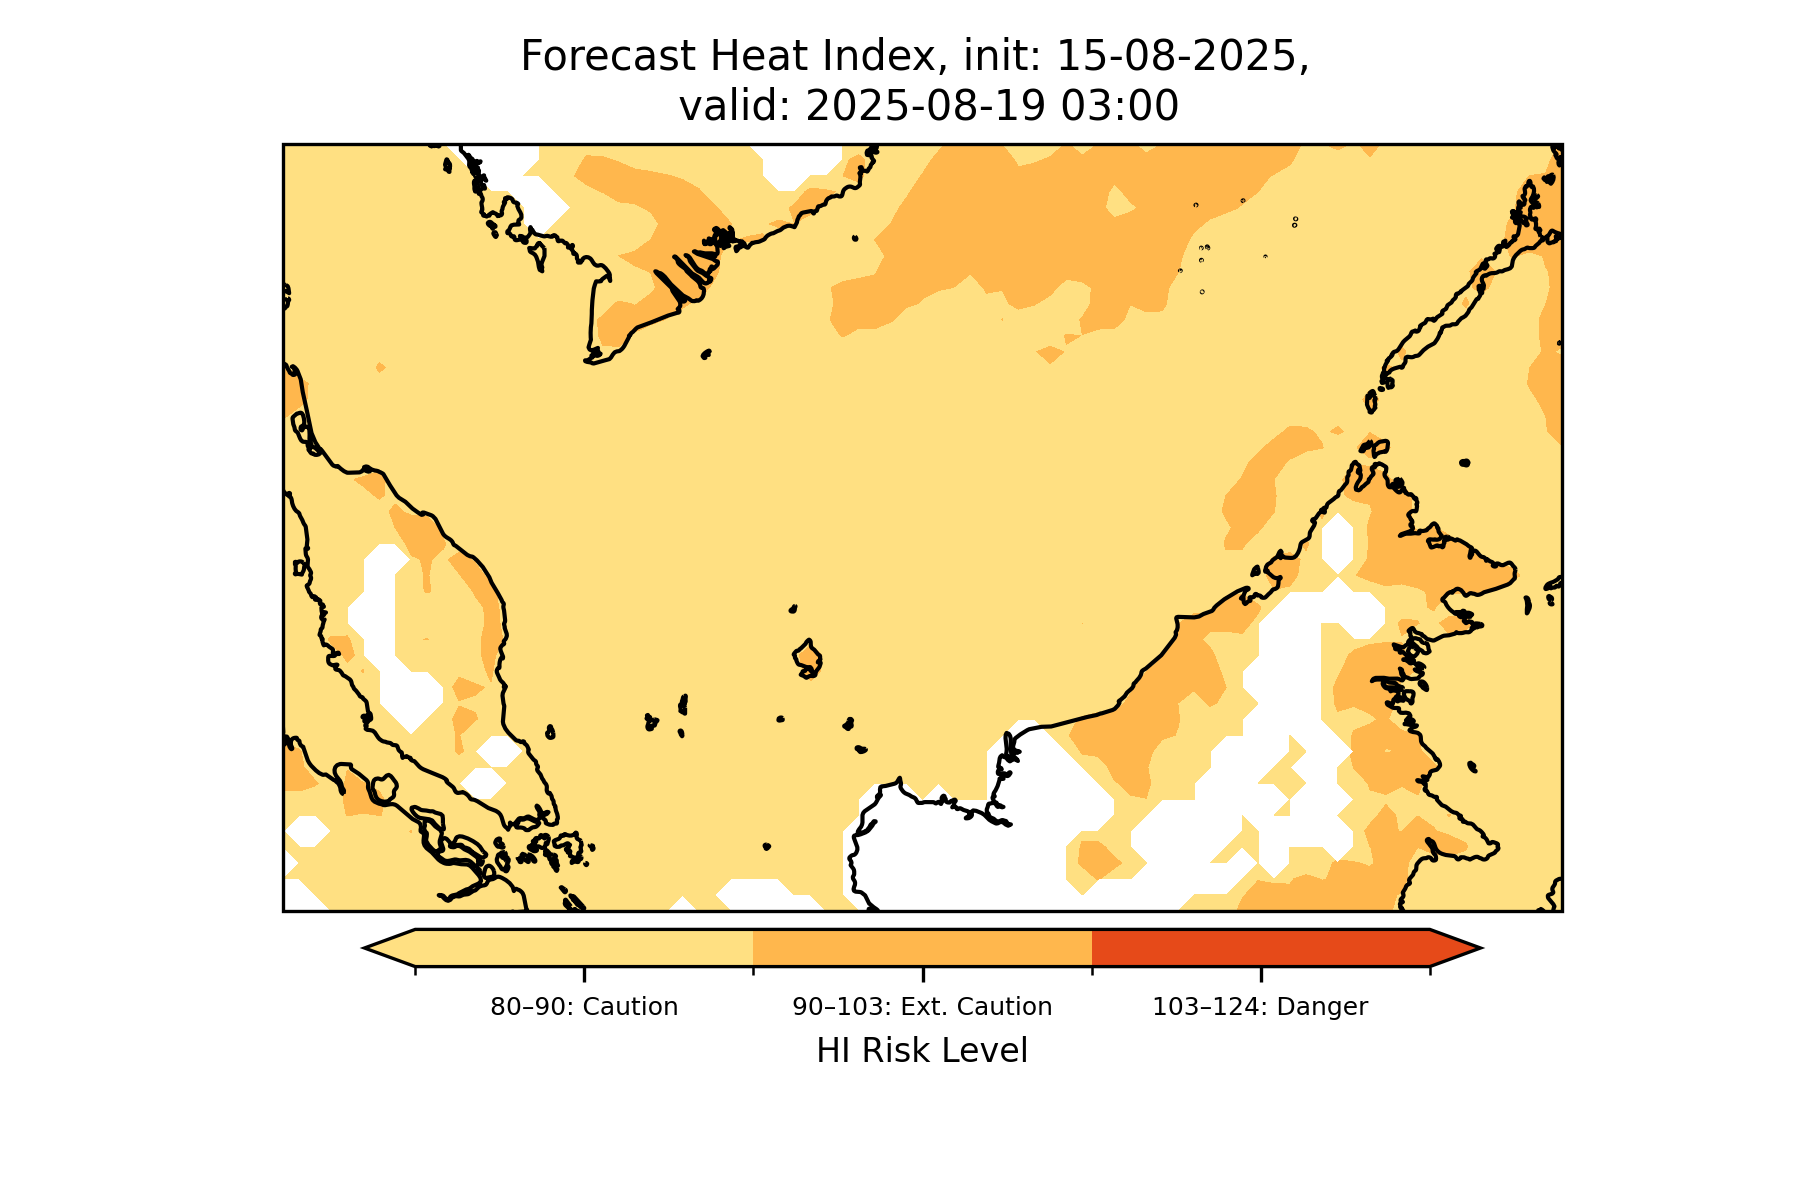 Forecast Heat Index, init: 15-08-2025,
valid: 2025-08-19 03:00
80–90: Caution
90–103: Ext. Caution
103–124: Danger
HI Risk Level